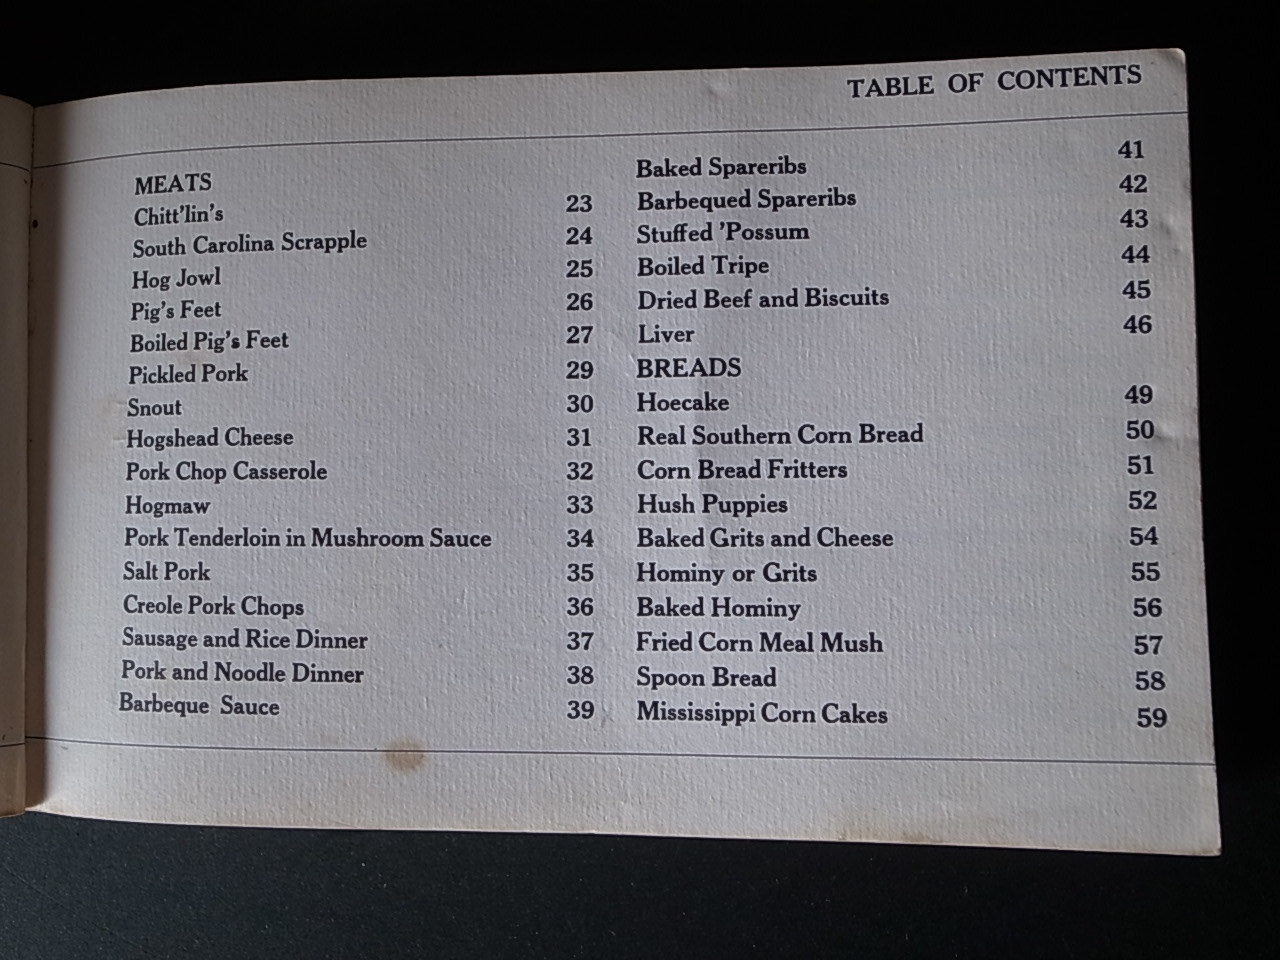 TABLE OF CONTENTS
MEATS
Chitt'lin's 23
South Carolina Scrapple 24
Hog Jowl 25
Pig's Feet 26
Boiled Pig's Feet 27
Pickled Pork 29
Snout 30
Hogshead Cheese 31
Pork Chop Casserole 32
Hogmaw 33
Pork Tenderloin in Mushroom Sauce 34
Salt Pork 35
Creole Pork Chops 36
Sausage and Rice Dinner 37
Pork and Noodle Dinner 38
Barbeque Sauce 39
Baked Spareribs 41
Barbequed Spareribs 42
Stuffed 'Possum 43
Boiled Tripe 44
Dried Beef and Biscuits 45
Liver 46
BREADS
Hoecake 49
Real Southern Corn Bread 50
Corn Bread Fritters 51
Hush Puppies 52
Baked Grits and Cheese 54
Hominy or Grits 55
Baked Hominy 56
Fried Corn Meal Mush 57
Spoon Bread 58
Mississippi Corn Cakes 59